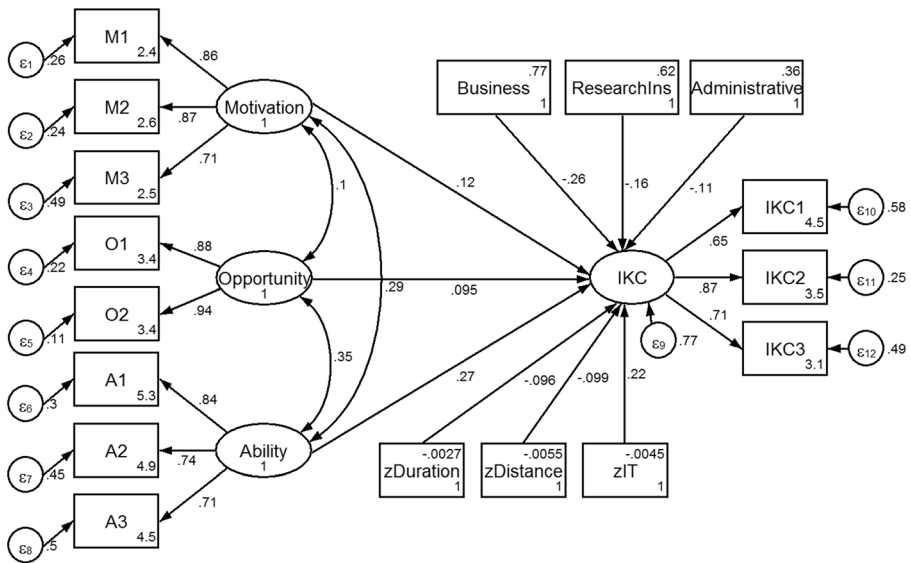 M1
2.4
ε1
.26
.86
M2
2.6
ε2
.24
.87
Motivation
1
M3
2.5
ε3
.49
.71
O1
3.4
ε4
.22
.88
Opportunity
1
O2
3.4
ε5
.11
.94
A1
5.3
ε6
.3
.84
A2
4.9
ε7
.45
.74
Ability
1
A3
4.5
ε8
.5
.71
.1
.29
.35
.12
.095
.27
.77
Business
1
.62
ResearchIns
1
.36
Administrative
1
-.26
-.16
-.11
IKC
ε9
.77
IKC1
4.5
ε10
.58
.65
IKC2
3.5
ε11
.25
.87
IKC3
3.1
ε12
.49
.71
-.096
-.099
.22
-.0027
zDuration
1
-.0055
zDistance
1
-.0045
zIT
1